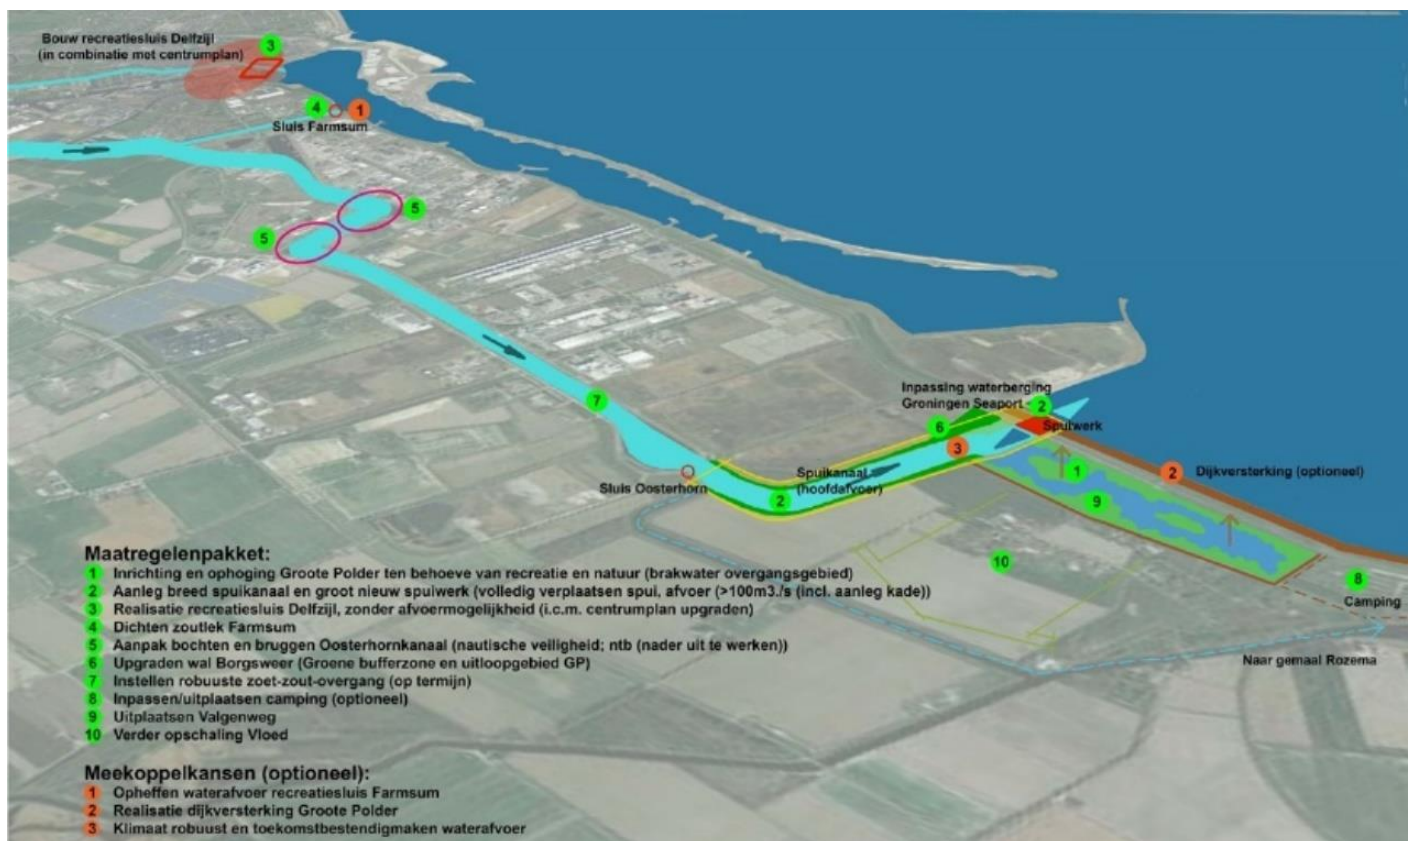 Bouw recreatiesluis Delfzijl
(in combinatie met centrumplan)
3
4
1
Sluis Farmsum
5
5
Inpassing waterberging
Groningen Seaport
2
6
Spuiwerk
7
3
1
2
Dijkversterking (optioneel)
Sluis Oosterhorn
Spuikanaal
(hoofdafvoer)
2
9
10
8
Camping
Naar gemaal Rozema
Maatregelenpakket:
1 Inrichting en ophoging Groote Polder ten behoeve van recreatie en natuur (brakwater overgangsgebied)
2 Aanleg breed spuikanaal en groot nieuw spuiwerk (volledig verplaatsen spui, afvoer (>100m3./s (incl. aanleg kade))
3 Realisatie recreatiesluis Delfzijl, zonder afvoermogelijkheid (i.c.m. centrumplan upgraden)
4 Dichten zoutlek Farmsum
5 Aanpak bochten en bruggen Oosterhornkanaal (nautische veiligheid; ntb (nader uit te werken))
6 Upgraden wal Borgsweer (Groene bufferzone en uitloopgebied GP)
7 Instellen robuuste zoet-zout-overgang (op termijn)
8 Inpassen/uitplaatsen camping (optioneel)
9 Uitplaatsen Valgenweg
10 Verder opschaling Vloed
Meekoppelkansen (optioneel):
1 Opheffen waterafvoer recreatiesluis Farmsum
2 Realisatie dijkversterking Groote Polder
3 Klimaat robuust en toekomstbestendigmaken waterafvoer